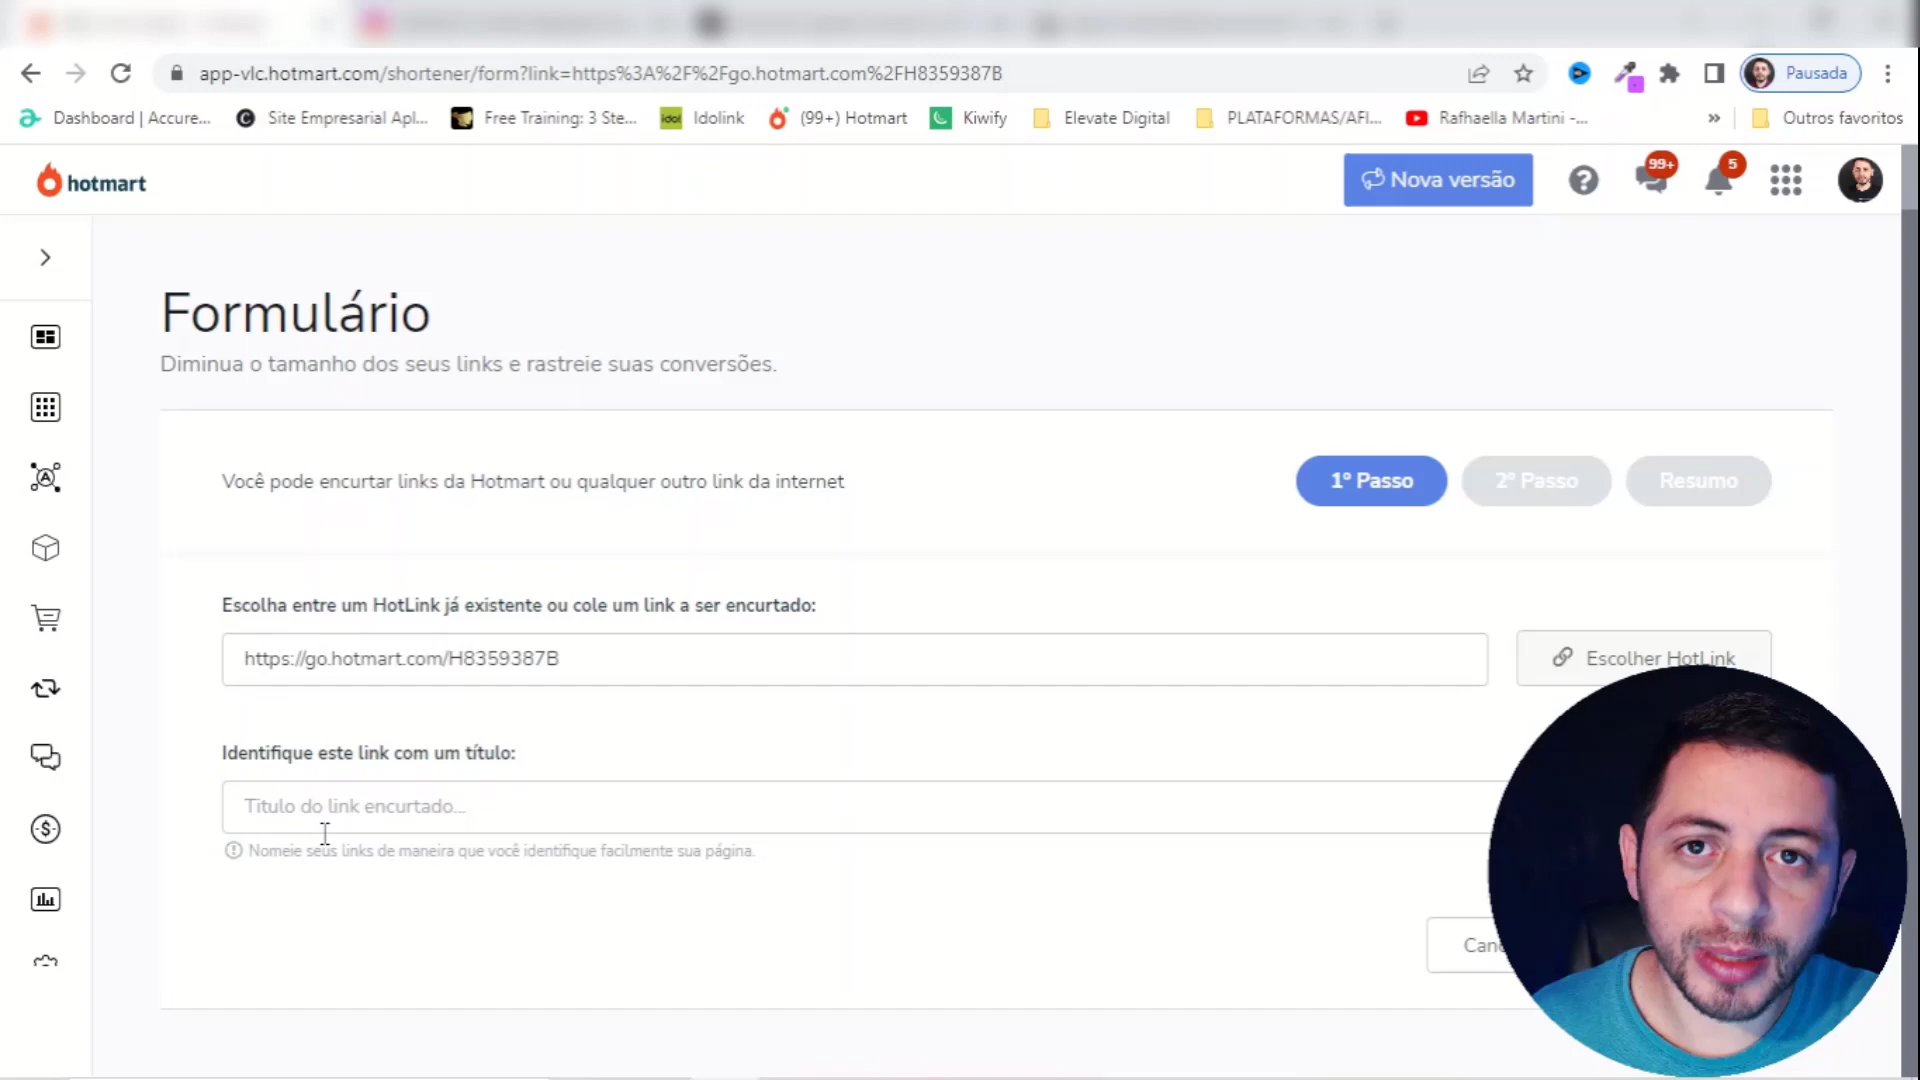 app-vlc.hotmart.com/shortener/form?link=https%3A%2F%2Fgo.hotmart.com%2FH8359387B
Pausada
Dashboard | Accure...
Site Empresarial Apl...
Free Training: 3 Ste...
idol
Idolink
(99+) Hotmart
Kiwify
Elevate Digital
PLATAFORMAS/AFI...
Rafhaella Martini -...
»
Outros favoritos
hotmart
Nova versão
?
99+
5
Formulário
Diminua o tamanho dos seus links e rastreie suas conversões.
Você pode encurtar links da Hotmart ou qualquer outro link da internet
1º Passo
2º Passo
Resumo
Escolha entre um HotLink já existente ou cole um link a ser encurtado:
https://go.hotmart.com/H8359387B
Escolher HotLink
Identifique este link com um título:
Titulo do link encurtado...
Nomeie seus links de maneira que você identifique facilmente sua página.
Canc